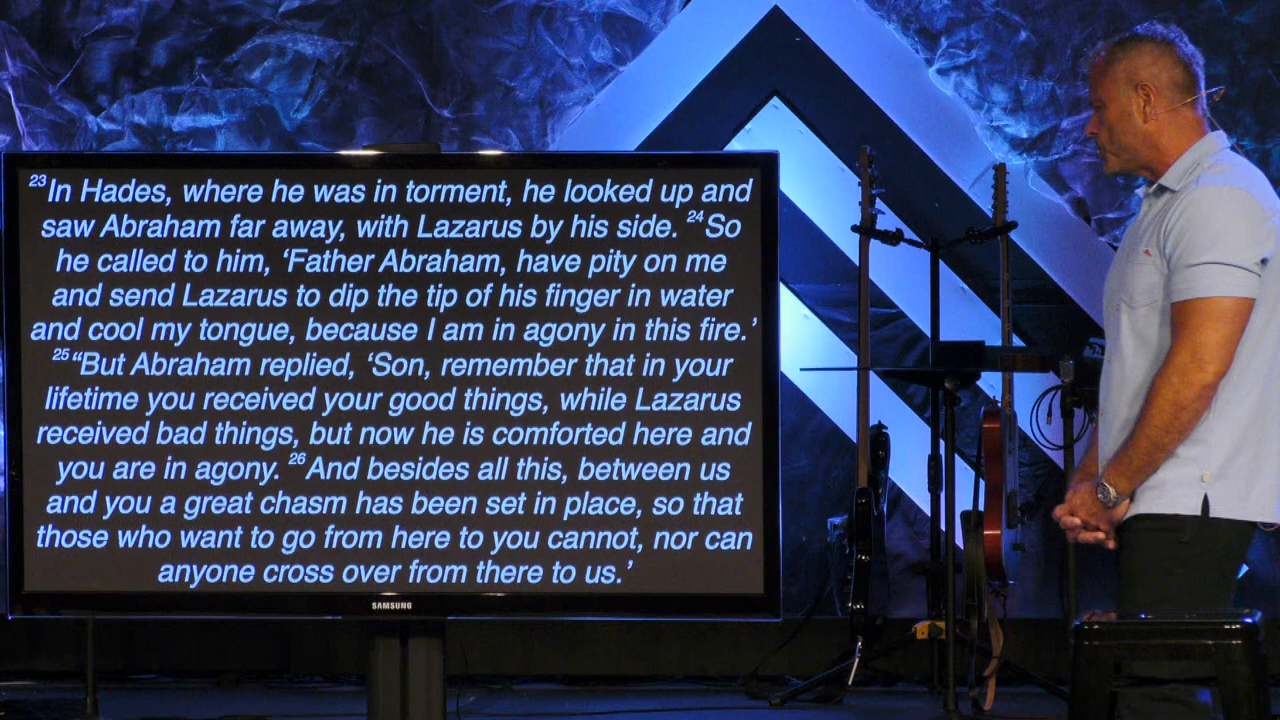 23 In Hades, where he was in torment, he looked up and
saw Abraham far away, with Lazarus by his side. 24 So
he called to him, ‘Father Abraham, have pity on me
and send Lazarus to dip the tip of his finger in water
and cool my tongue, because I am in agony in this fire.’
25 “But Abraham replied, ‘Son, remember that in your
lifetime you received your good things, while Lazarus
received bad things, but now he is comforted here and
you are in agony. 26 And besides all this, between us
and you a great chasm has been set in place, so that
those who want to go from here to you cannot, nor can
anyone cross over from there to us.’
SAMSUNG